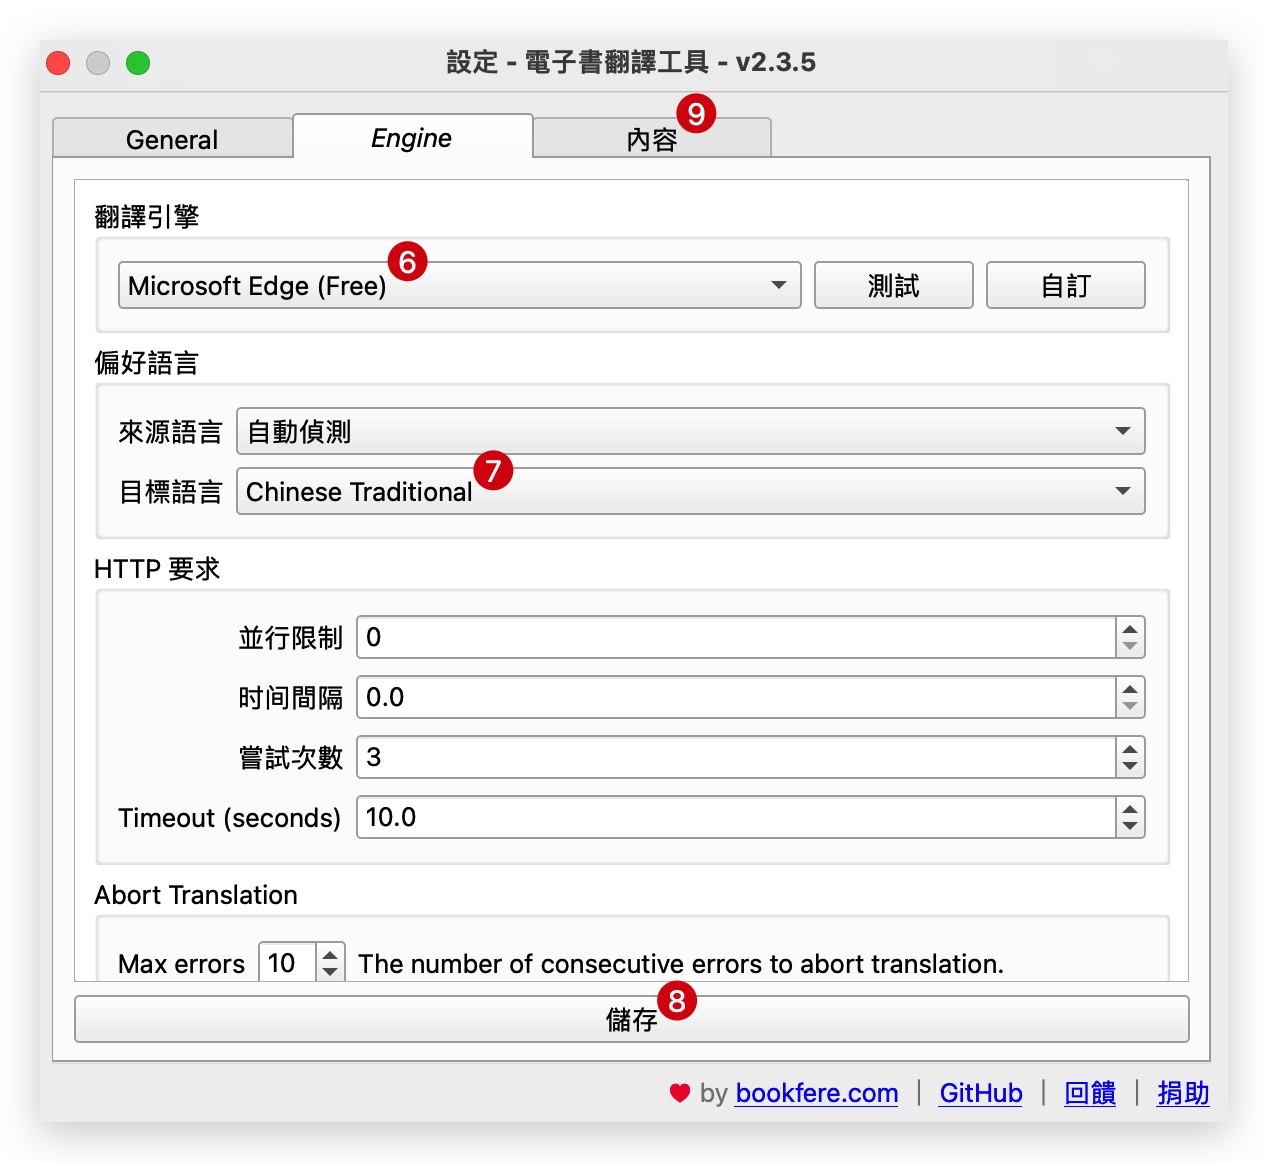 設定 - 電子書翻譯工具 - v2.3.5
General
Engine
內容
9
翻譯引擎
Microsoft Edge (Free)
6
測試
自訂
偏好語言
來源語言 自動偵測
目標語言 Chinese Traditional
7
HTTP 要求
並行限制 0
时间間隔 0.0
嘗試次數 3
Timeout (seconds) 10.0
Abort Translation
Max errors 10 The number of consecutive errors to abort translation.
儲存
8
♥ by bookfere.com | GitHub | 回饋 | 捐助